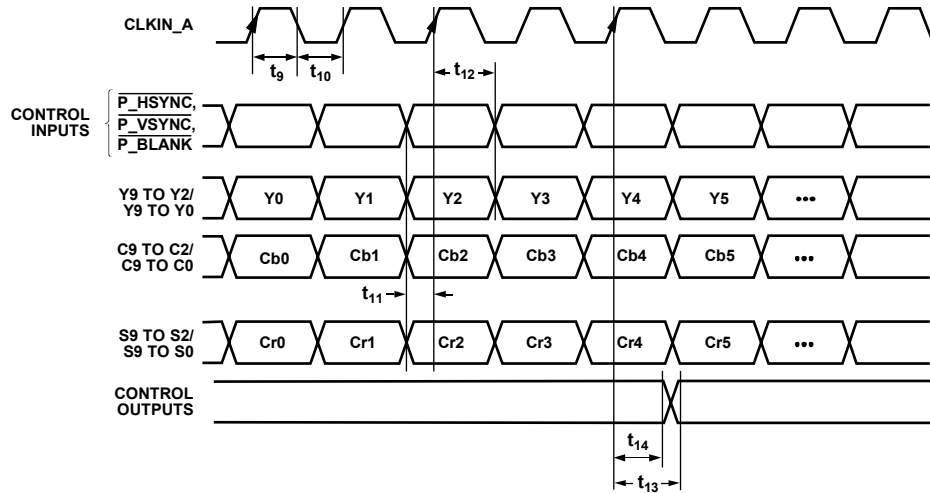 CLKIN_A
t9
t10
t12
CONTROL INPUTS
P_HSYNC,
P_VSYNC,
P_BLANK
Y9 TO Y2/
Y9 TO Y0
Y0 Y1 Y2 Y3 Y4 Y5 •••
C9 TO C2/
C9 TO C0
Cb0 Cb1 Cb2 Cb3 Cb4 Cb5 •••
t11
S9 TO S2/
S9 TO S0
Cr0 Cr1 Cr2 Cr3 Cr4 Cr5 •••
CONTROL
OUTPUTS
t14
t13